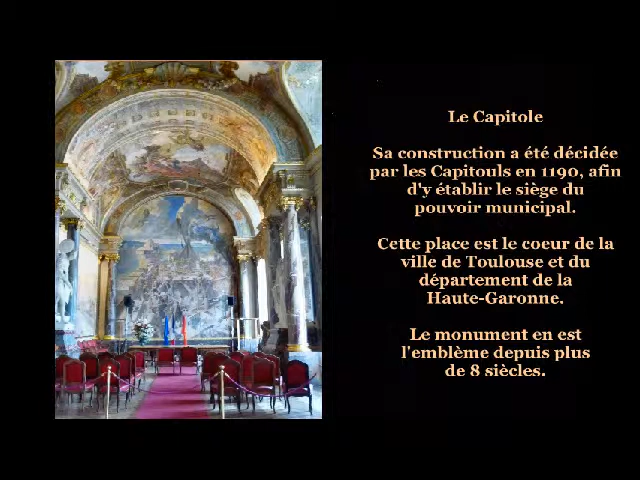 Le Capitole
Sa construction a été décidée
par les Capitouls en 1190, afin
d'y établir le siège du
pouvoir municipal.
Cette place est le coeur de la
ville de Toulouse et du
département de la
Haute-Garonne.
Le monument en est
l'emblème depuis plus
de 8 siècles.